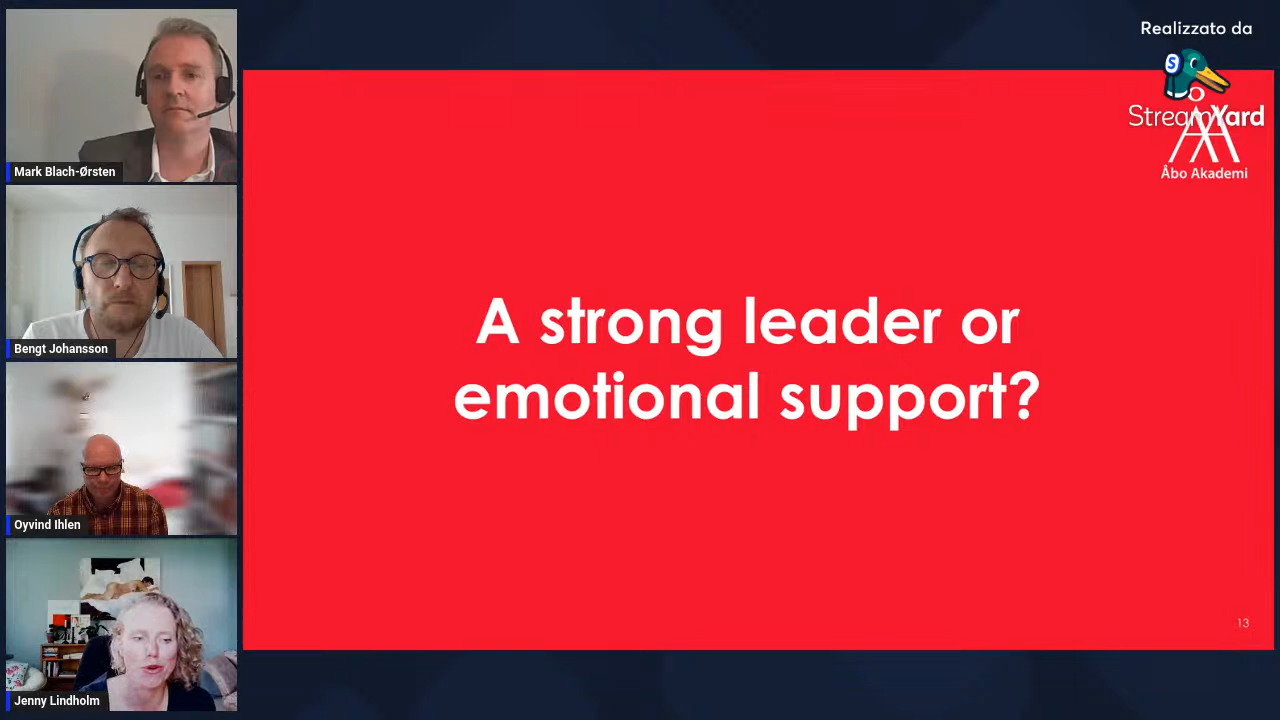 Realizzato da
StreamYard
Åbo Akademi
Mark Blach-Ørsten
Bengt Johansson
Oyvind Ihlen
Jenny Lindholm
A strong leader or
emotional support?
13